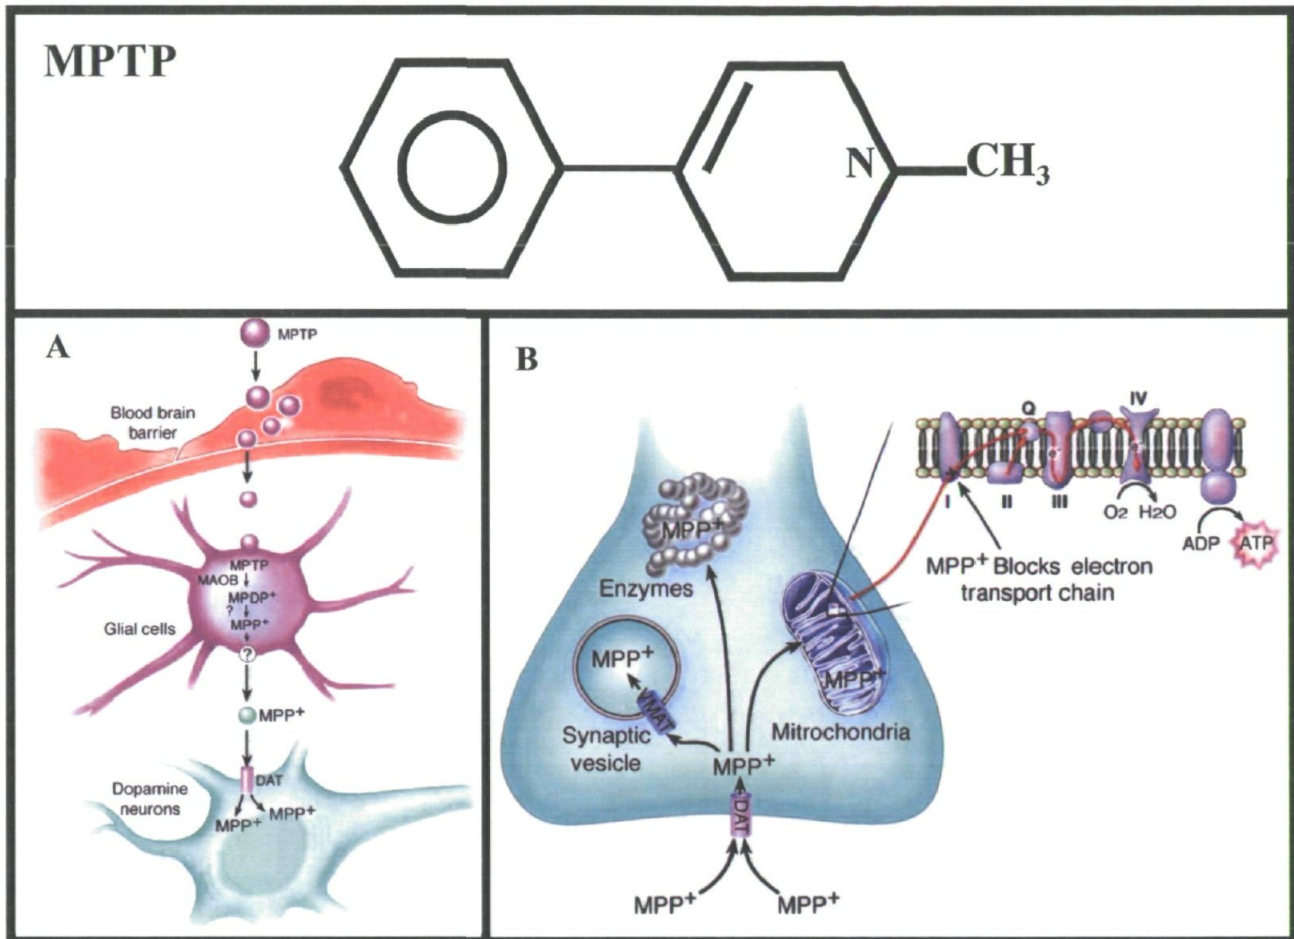 MPTP
N
CH₃
A
MPTP
Blood brain
barrier
MPTP
MAOB
MPDP⁺
?
MPP⁺
Glial cells
?
MPP⁺
DAT
Dopamine
neurons
MPP⁺
MPP⁺
B
MPP⁺
Enzymes
MPP⁺
VMAT
Synaptic
vesicle
MPP⁺
Mitrochondria
MPP⁺
DAT
MPP⁺
MPP⁺
Q
IV
e-
e-
I
II
III
O2
H2O
ADP
ATP
MPP⁺ Blocks electron
transport chain